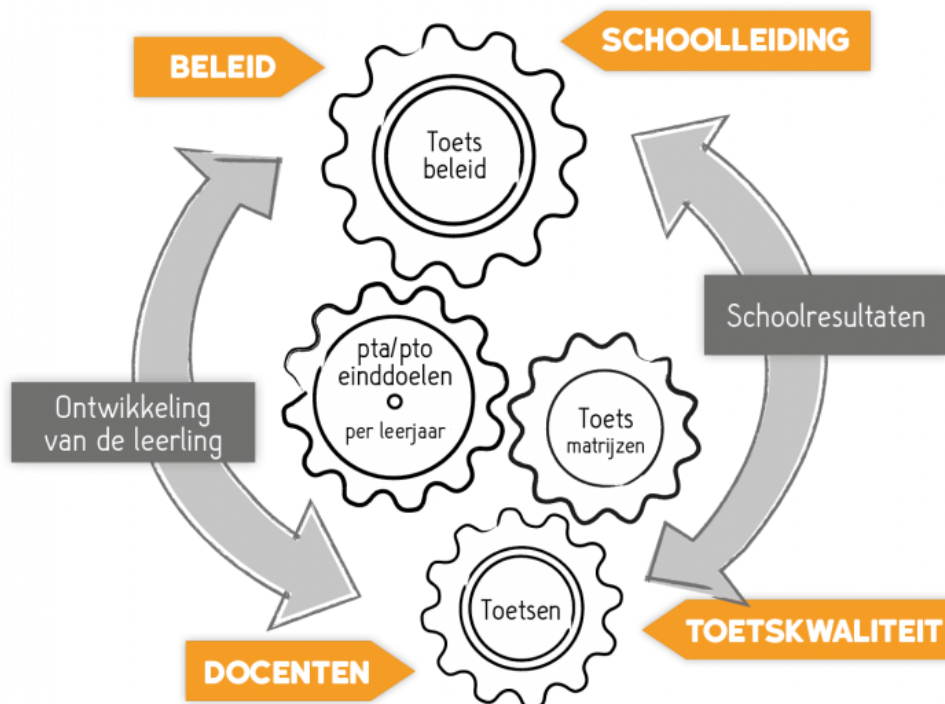 BELEID
SCHOOLLEIDING
Toets
beleid
Schoolresultaten
pta/pto
einddoelen
per leerjaar
Toets
matrijzen
Ontwikkeling
van de leerling
Toetsen
TOETSKWALITEIT
DOCENTEN